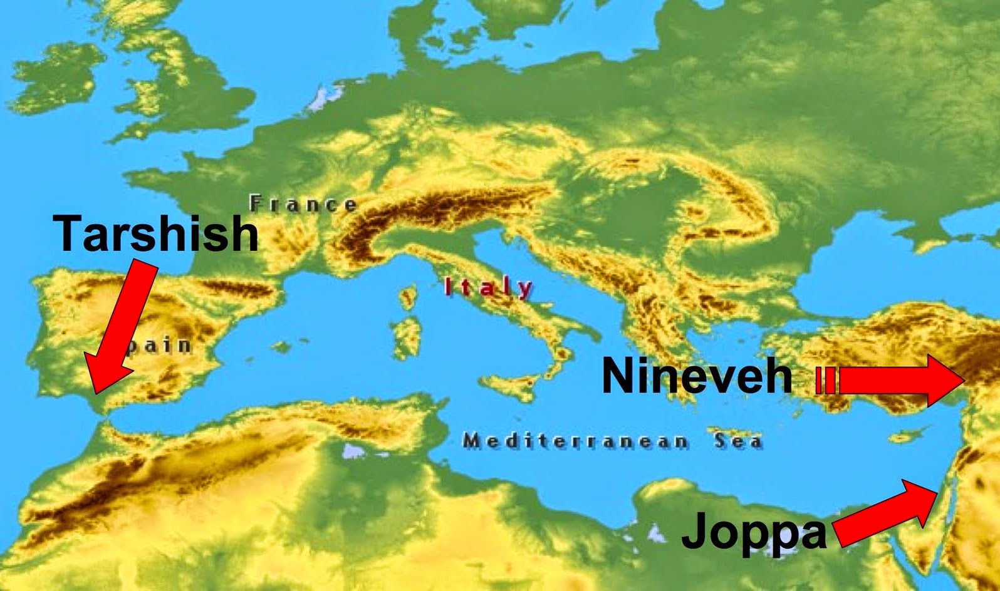 France
Tarshish
Italy
pain
Nineveh
Mediterranean Sea
Joppa